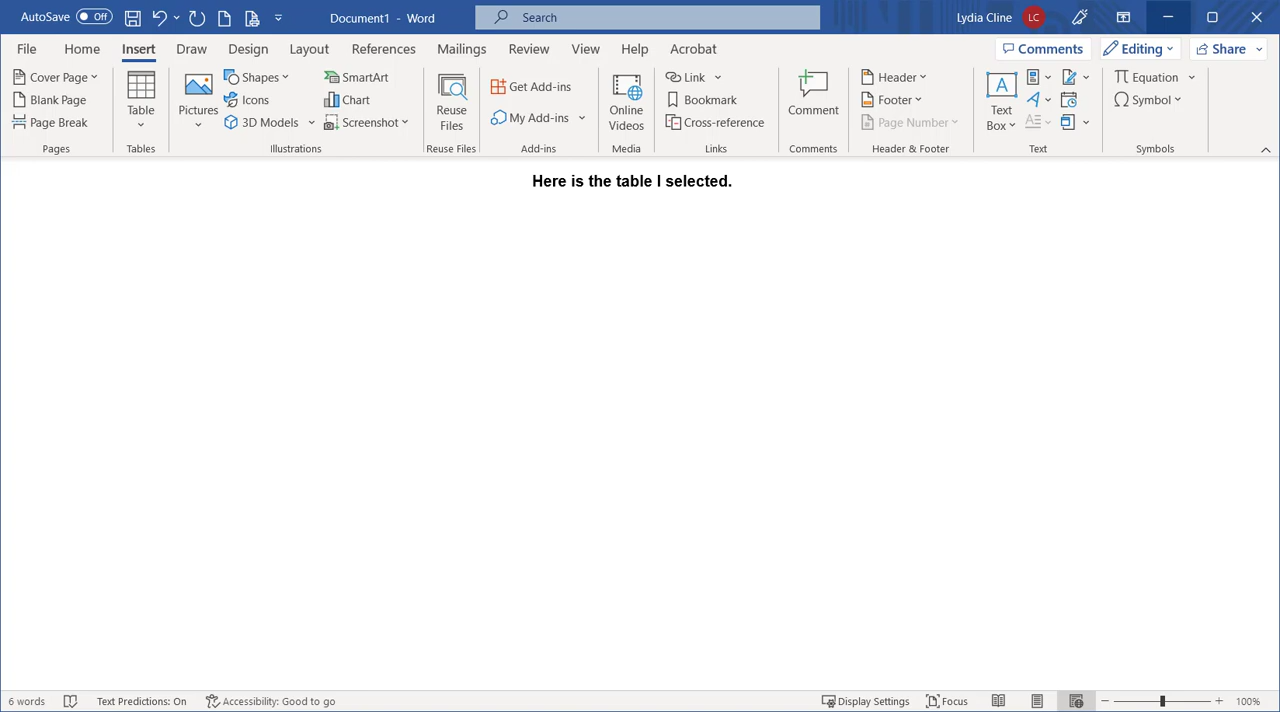 AutoSave Off Document1 - Word Search Lydia Cline LC
File Home Insert Draw Design Layout References Mailings Review View Help Acrobat Comments Editing Share
Cover Page
Blank Page
Page Break
Pages
Table
Tables
Pictures
Shapes
Icons
3D Models
SmartArt
Chart
Screenshot
Illustrations
Reuse
Files
Reuse Files
Get Add-ins
My Add-ins
Add-ins
Online
Videos
Media
Link
Bookmark
Cross-reference
Links
Comment
Comments
Header
Footer
Page Number
Header & Footer
Text
Box
Text
Equation
Symbol
Symbols
Here is the table I selected.
6 words Text Predictions: On Accessibility: Good to go Display Settings Focus 100%